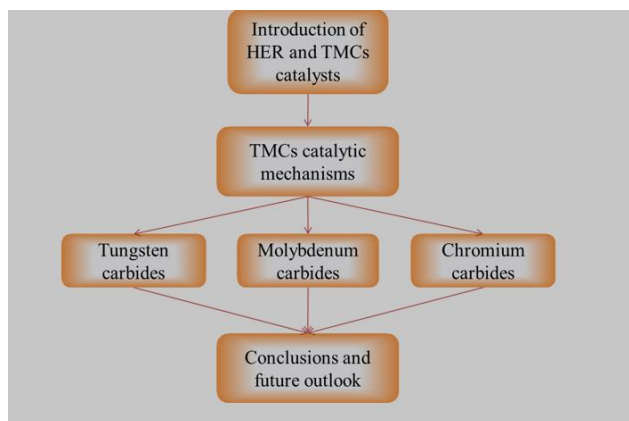 Introduction of
HER and TMCs
catalysts
TMCs catalytic
mechanisms
Tungsten
carbides
Molybdenum
carbides
Chromium
carbides
Conclusions and
future outlook